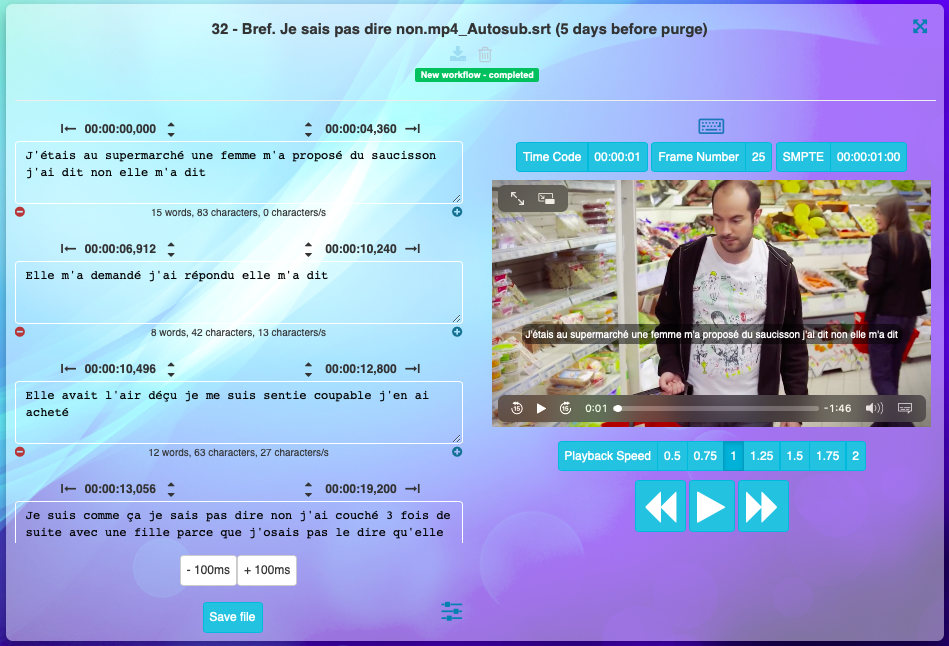 32 - Bref. Je sais pas dire non.mp4_Autosub.srt (5 days before purge)
New workflow - completed
00:00:00,000
00:00:04,360
J'étais au supermarché une femme m'a proposé du saucisson
j'ai dit non elle m'a dit
15 words, 83 characters, 0 characters/s
00:00:06,912
00:00:10,240
Elle m'a demandé j'ai répondu elle m'a dit
8 words, 42 characters, 13 characters/s
00:00:10,496
00:00:12,800
Elle avait l'air déçu je me suis sentie coupable j'en ai
acheté
12 words, 63 characters, 27 characters/s
00:00:13,056
00:00:19,200
Je suis comme ça je sais pas dire non j'ai couché 3 fois de
suite avec une fille parce que j'osais pas le dire qu'elle
- 100ms
+ 100ms
Save file
Time Code 00:00:01
Frame Number 25
SMPTE 00:00:01:00
J'étais au supermarché une femme m'a proposé du saucisson j'ai dit non elle m'a dit
15
15
0:01
-1:46
Playback Speed 0.5 0.75 1 1.25 1.5 1.75 2